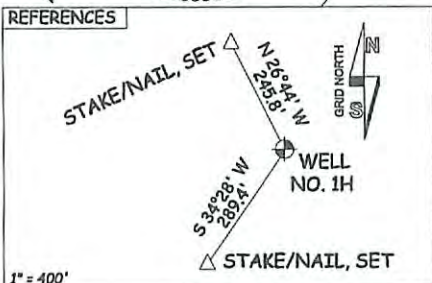 REFERENCES
STAKE/NAIL, SET
N 26°44' W
245.8'
GRID NORTH
N
S
WELL
NO. 1H
S 34°28' W
289.4'
STAKE/NAIL, SET
1" = 400'